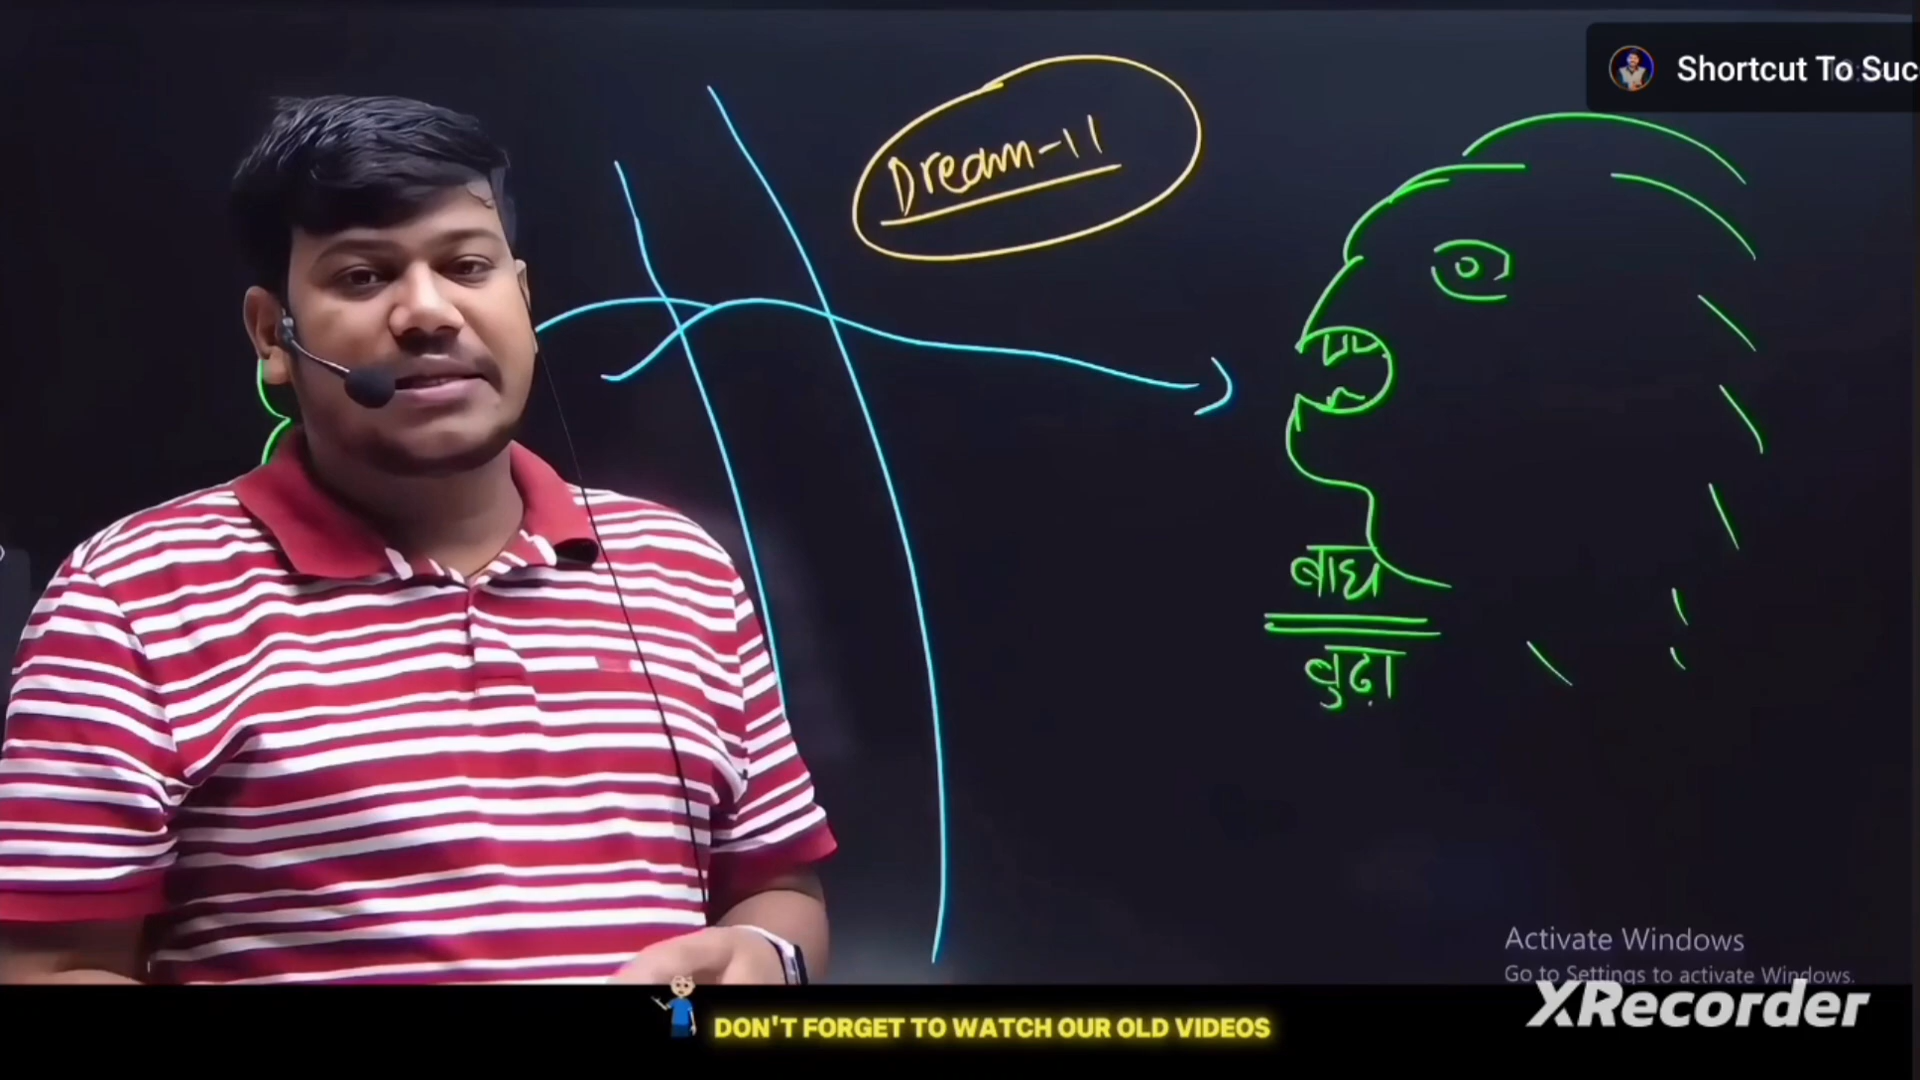 Shortcut To Suc
Dream-11
बाघ
बुढ़ा
Activate Windows
Go to Settings to activate Windows.
XRecorder
DON'T FORGET TO WATCH OUR OLD VIDEOS